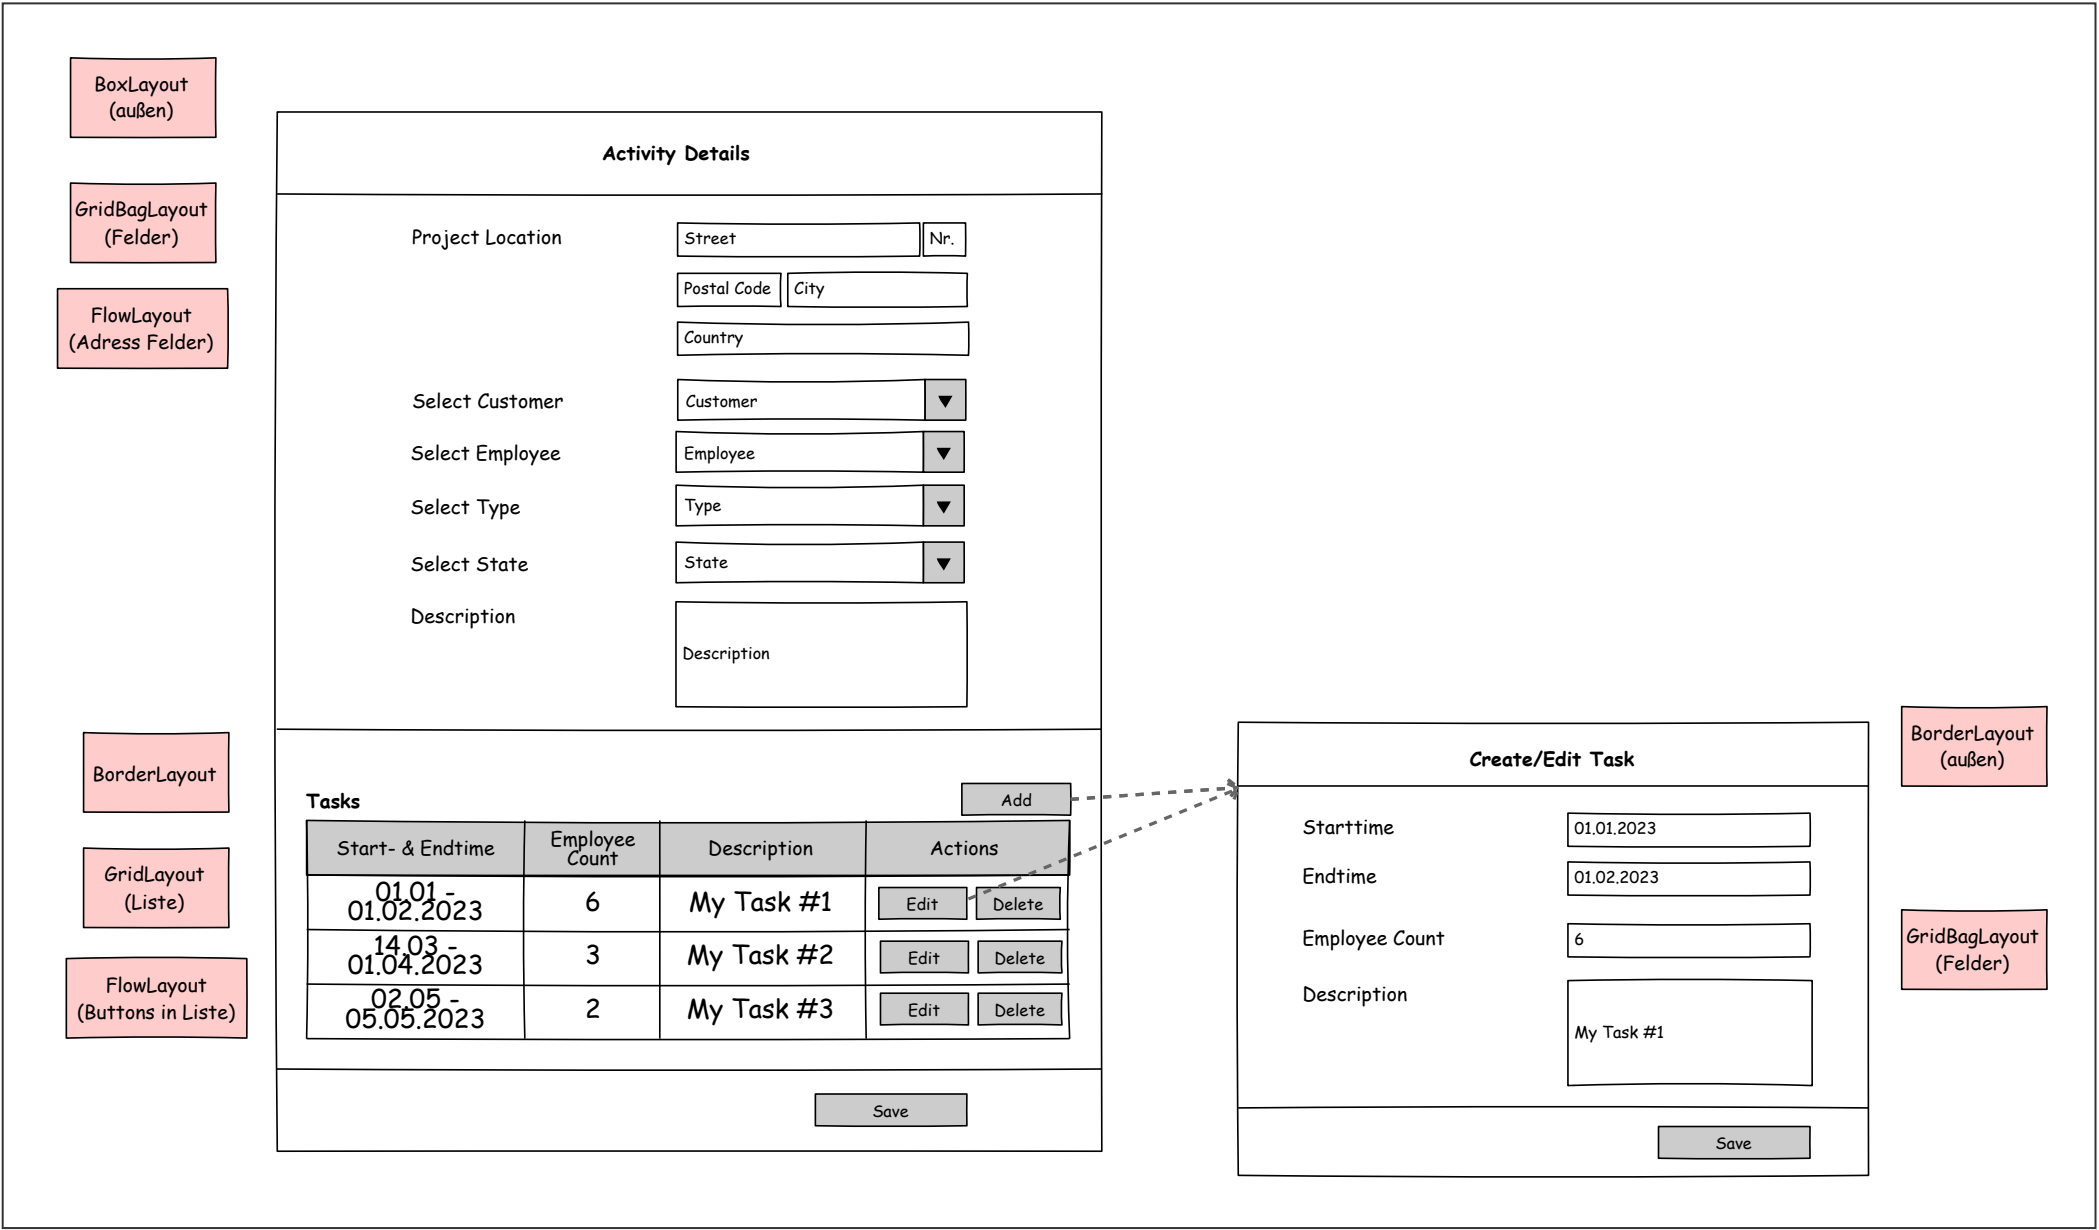 BoxLayout
(außen)
GridBagLayout
(Felder)
FlowLayout
(Adress Felder)
BorderLayout
GridLayout
(Liste)
FlowLayout
(Buttons in Liste)
Activity Details
Project Location
Street
Nr.
Postal Code
City
Country
Select Customer
Customer
▼
Select Employee
Employee
▼
Select Type
Type
▼
Select State
State
▼
Description
Description
Tasks
Add
Start- & Endtime
Employee
Count
Description
Actions
01.01 -
01.02.2023
6
My Task #1
Edit
Delete
14.03 -
01.04.2023
3
My Task #2
Edit
Delete
02.05 -
05.05.2023
2
My Task #3
Edit
Delete
Save
Create/Edit Task
Starttime
01.01.2023
Endtime
01.02.2023
Employee Count
6
Description
My Task #1
Save
BorderLayout
(außen)
GridBagLayout
(Felder)